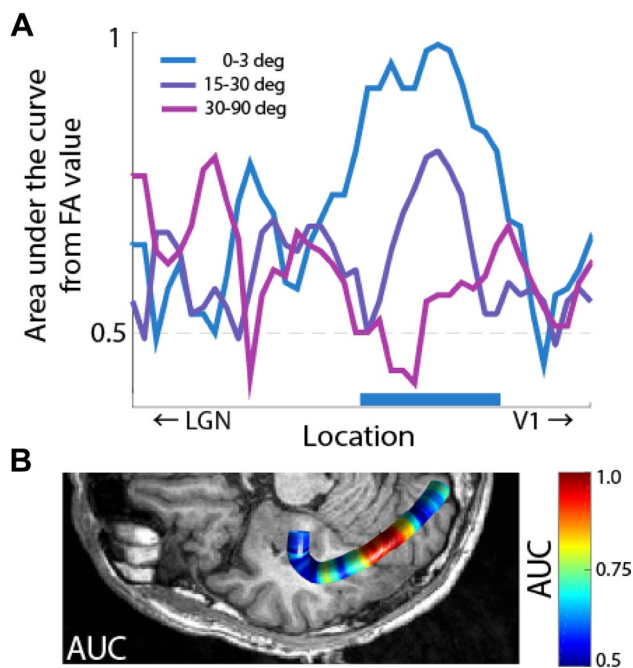 A
1
0-3 deg
15-30 deg
30-90 deg
Area under the curve
from FA value
0.5
← LGN
V1 →
Location
B
1.0
AUC
0.75
AUC
0.5